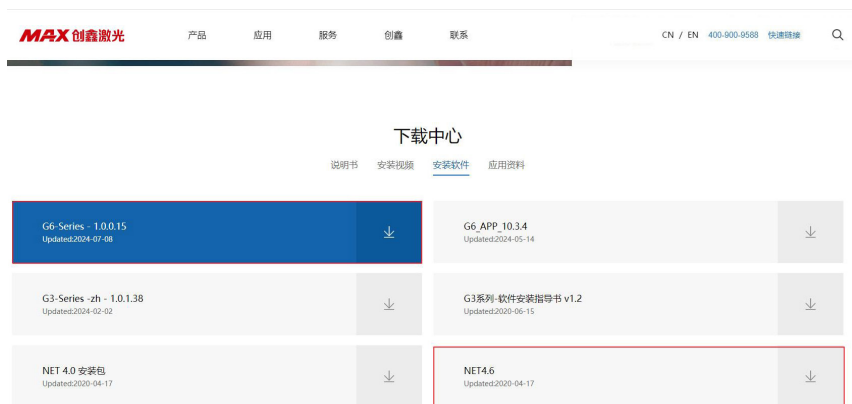 MAX 创鑫激光 产品 应用 服务 创鑫 联系 CN / EN 400-900-9588 快速链接
下载中心
说明书 安装视频 安装软件 应用资料
G6-Series - 1.0.0.15
Updated:2024-07-08
G6_APP_10.3.4
Updated:2024-05-14
G3-Series -zh - 1.0.1.38
Updated:2024-02-02
G3系列-软件安装指导书 v1.2
Updated:2020-06-15
NET 4.0 安装包
Updated:2020-04-17
NET4.6
Updated:2020-04-17